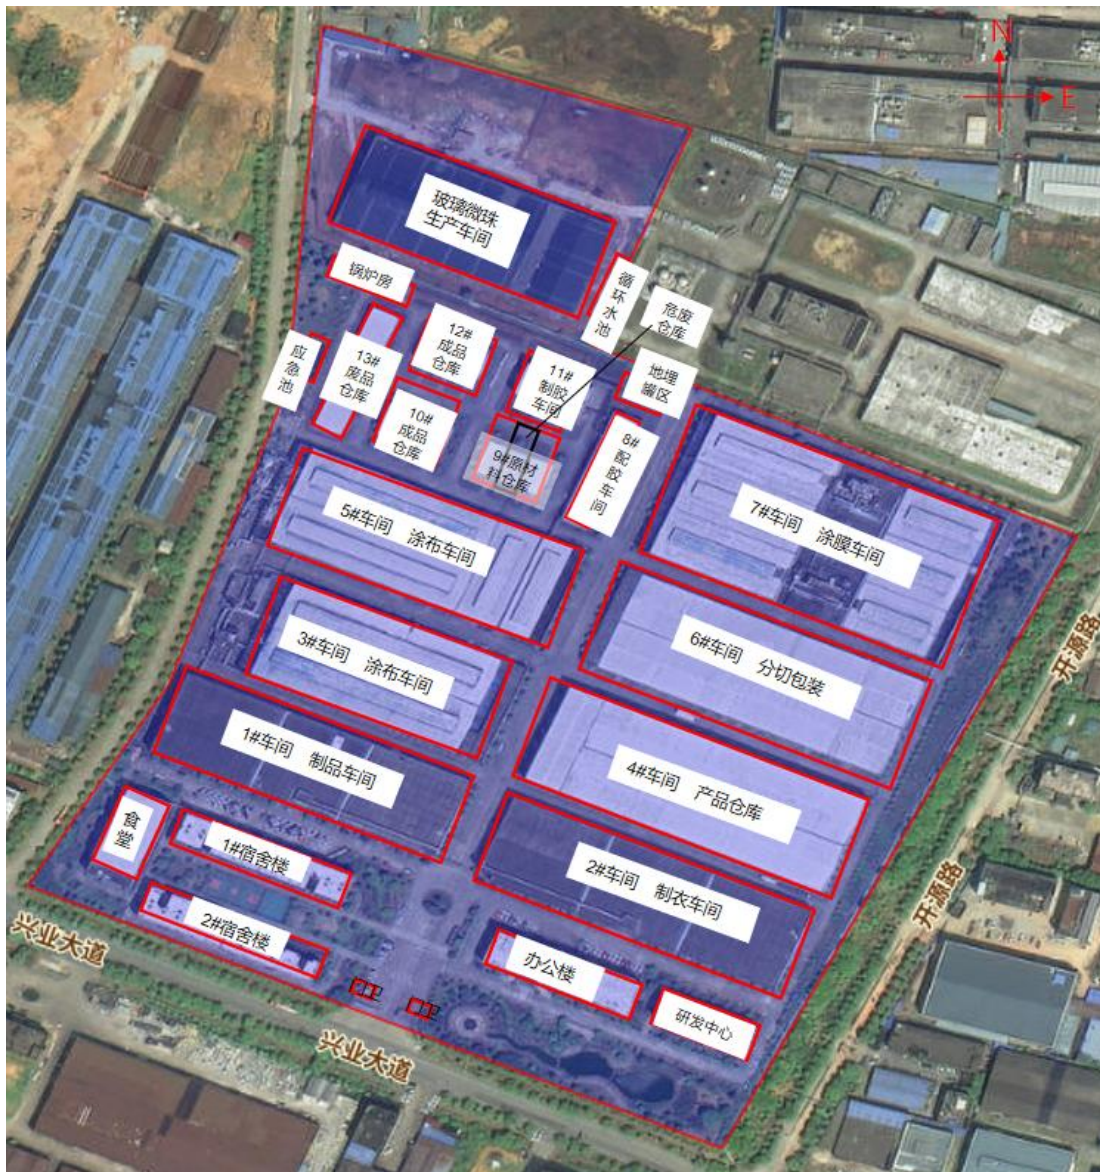 N
E
玻璃微珠
生产车间
锅炉房
循
环
水
池
危废
仓库
应
急
池
13#
废品
仓库
12#
成品
仓库
11#
制胶
车间
地埋
罐区
10#
成品
仓库
9#原材
料仓库
8#
配
胶
车
间
5#车间 涂布车间
7#车间 涂膜车间
3#车间 涂布车间
6#车间 分切包装
开源路
1#车间 制品车间
4#车间 产品仓库
食
堂
1#宿舍楼
2#车间 制衣车间
开源路
2#宿舍楼
办公楼
兴业大道
研发中心
兴业大道